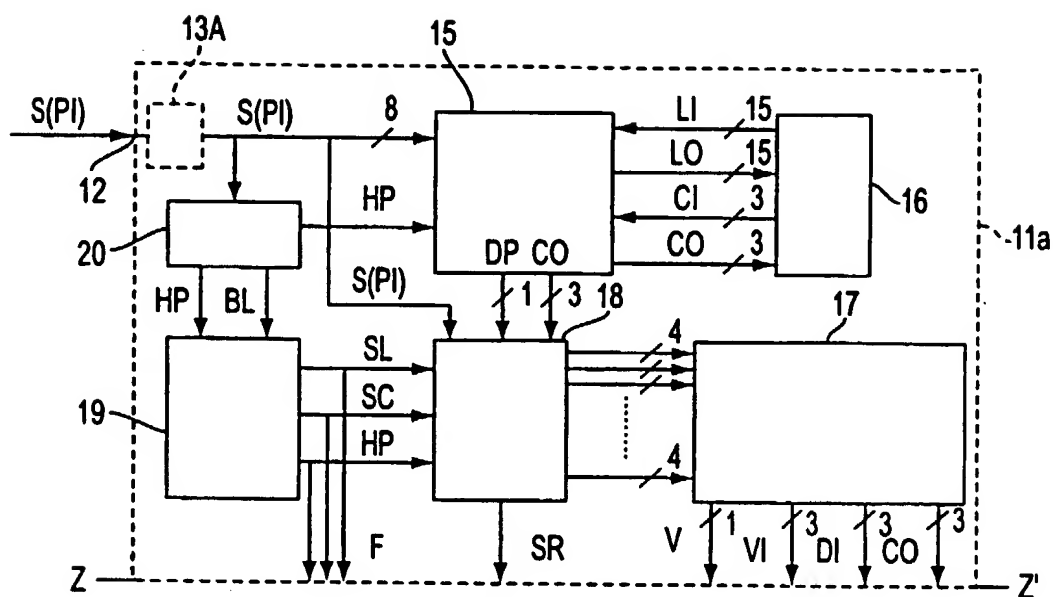 13A
15
S(PI)
S(PI)
8
LI
15
LO
15
CI
3
CO
3
16
12
HP
20
11a
DP
CO
HP
BL
S(PI)
1
3
18
17
4
SL
SC
HP
19
4
F
SR
V
1
VI
3
DI
3
CO
3
Z
Z'